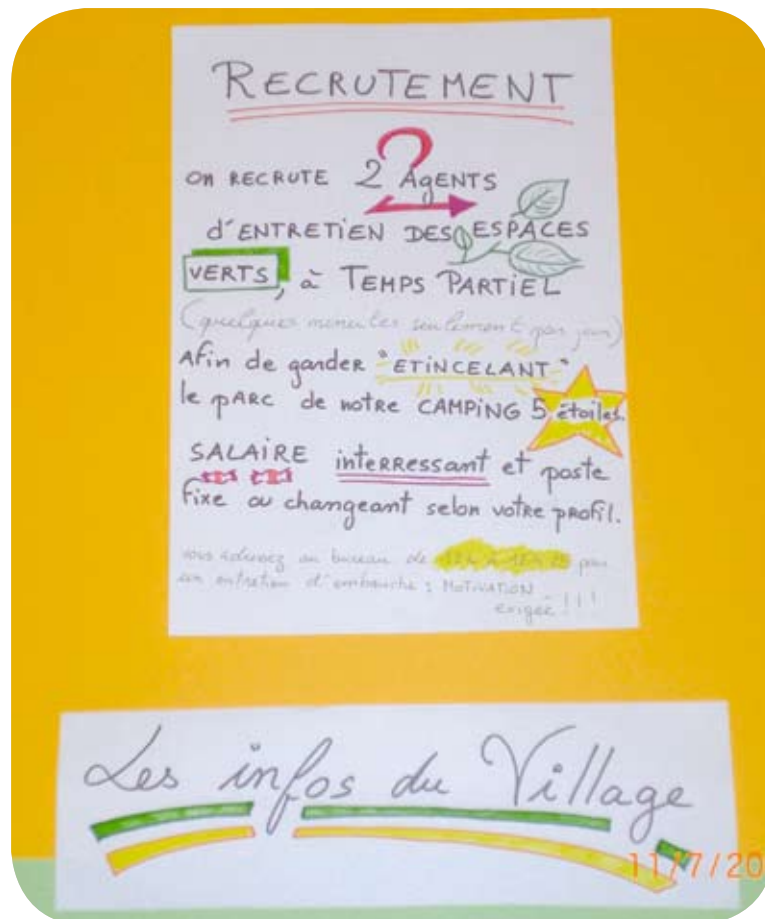 RECRUTEMENT
On RECRUTE 2 AgENTS
d'ENTRETiEN DES ESPACES
VERTS, à TEMPS PARTiEL
(quelques minutes seulement par jour)
Afin de garder "ETiNCELANT"
le pARC de notre CAMPiNG 5 étoiles.
SALAiRE interressant et poste
fixe ou changeant selon votre profil.
vous adressez au bureau de pour
un entretien d'embauche : MOTiVATiON
exigée !!!
Les infos du Village
11/7/20